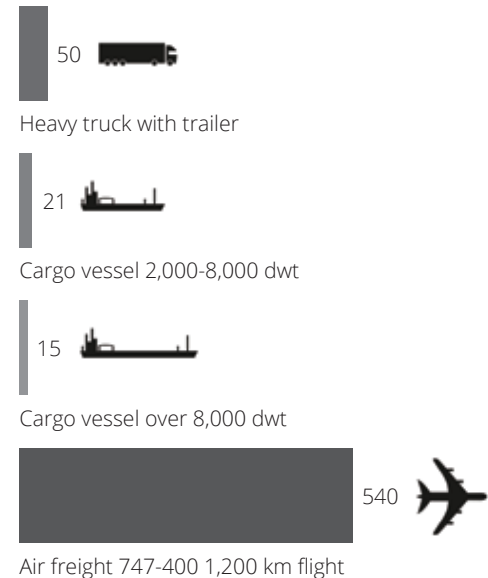 50
Heavy truck with trailer
21
Cargo vessel 2,000-8,000 dwt
15
Cargo vessel over 8,000 dwt
540
Air freight 747-400 1,200 km flight